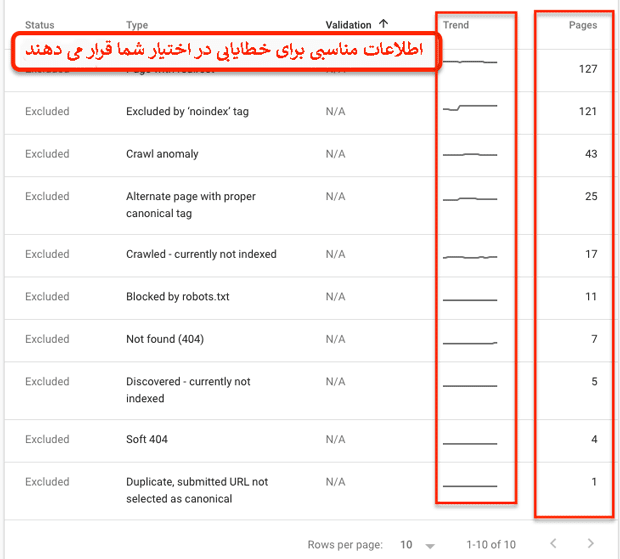 Status Type Validation ↑ Trend Pages
اطلاعات مناسبی برای خطایابی در اختیار شما قرار می دهند
127
Excluded Excluded by ‘noindex’ tag N/A 121
Excluded Crawl anomaly N/A 43
Excluded Alternate page with proper N/A 25
canonical tag
Excluded Crawled - currently not indexed N/A 17
Excluded Blocked by robots.txt N/A 11
Excluded Not found (404) N/A 7
Excluded Discovered - currently not N/A 5
indexed
Excluded Soft 404 N/A 4
Excluded Duplicate, submitted URL not N/A 1
selected as canonical
Rows per page: 10 1-10 of 10